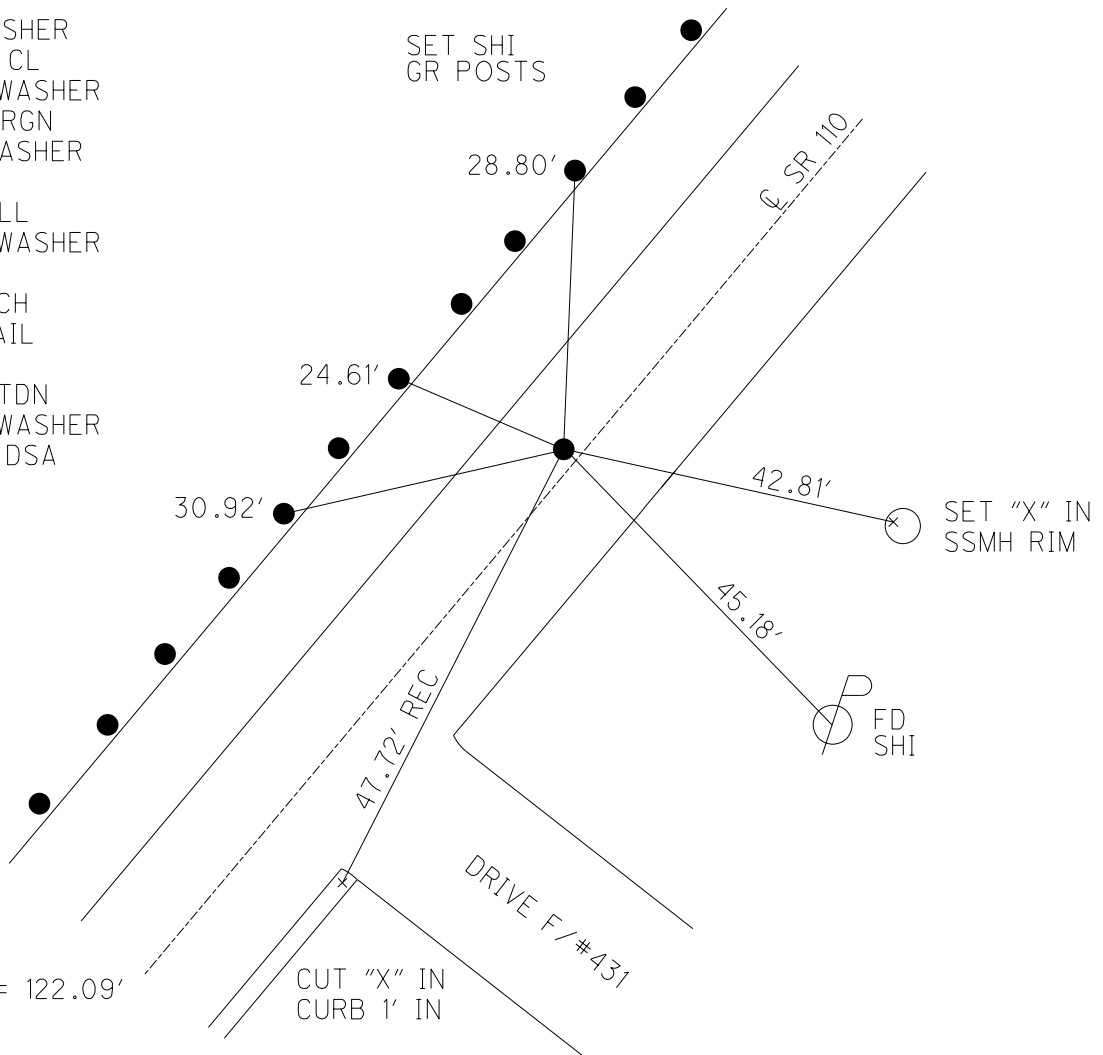 SHER
CL
WASHER
RGN
ASHER
LL
WASHER
CH
AIL
TDN
WASHER
DSA
SET SHI
GR POSTS
28.80'
℄ SR 110
24.61'
30.92'
42.81'
SET "X" IN
SSMH RIM
45.18'
FD
SHI
47.72' REC
DRIVE F/#431
CUT "X" IN
CURB 1' IN
= 122.09'